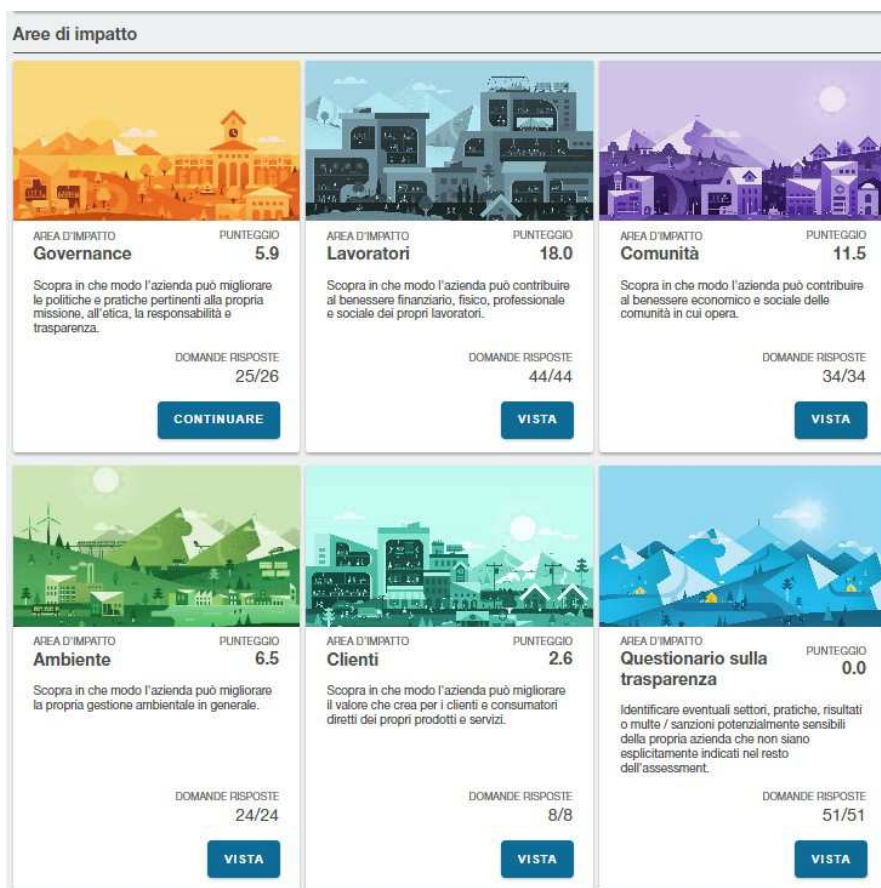 Aree di impatto
AREA D'IMPATTO PUNTEGGIO
Governance 5.9
Scopra in che modo l'azienda può migliorare
le politiche e pratiche pertinenti alla propria
missione, all'etica, la responsabilità e
trasparenza.
DOMANDE RISPOSTE
25/26
CONTINUARE
AREA D'IMPATTO PUNTEGGIO
Lavoratori 18.0
Scopra in che modo l'azienda può contribuire
al benessere finanziario, fisico, professionale
e sociale dei propri lavoratori.
DOMANDE RISPOSTE
44/44
VISTA
AREA D'IMPATTO PUNTEGGIO
Comunità 11.5
Scopra in che modo l'azienda può contribuire
al benessere economico e sociale delle
comunità in cui opera.
DOMANDE RISPOSTE
34/34
VISTA
AREA D'IMPATTO PUNTEGGIO
Ambiente 6.5
Scopra in che modo l'azienda può migliorare
la propria gestione ambientale in generale.
DOMANDE RISPOSTE
24/24
VISTA
AREA D'IMPATTO PUNTEGGIO
Clienti 2.6
Scopra in che modo l'azienda può migliorare
il valore che crea per i clienti e consumatori
diretti dei propri prodotti e servizi.
DOMANDE RISPOSTE
8/8
VISTA
AREA D'IMPATTO PUNTEGGIO
Questionario sulla 0.0
trasparenza
Identificare eventuali settori, pratiche, risultati
o multe / sanzioni potenzialmente sensibili
della propria azienda che non siano
esplicitamente indicati nel resto
dell'assessment.
DOMANDE RISPOSTE
51/51
VISTA